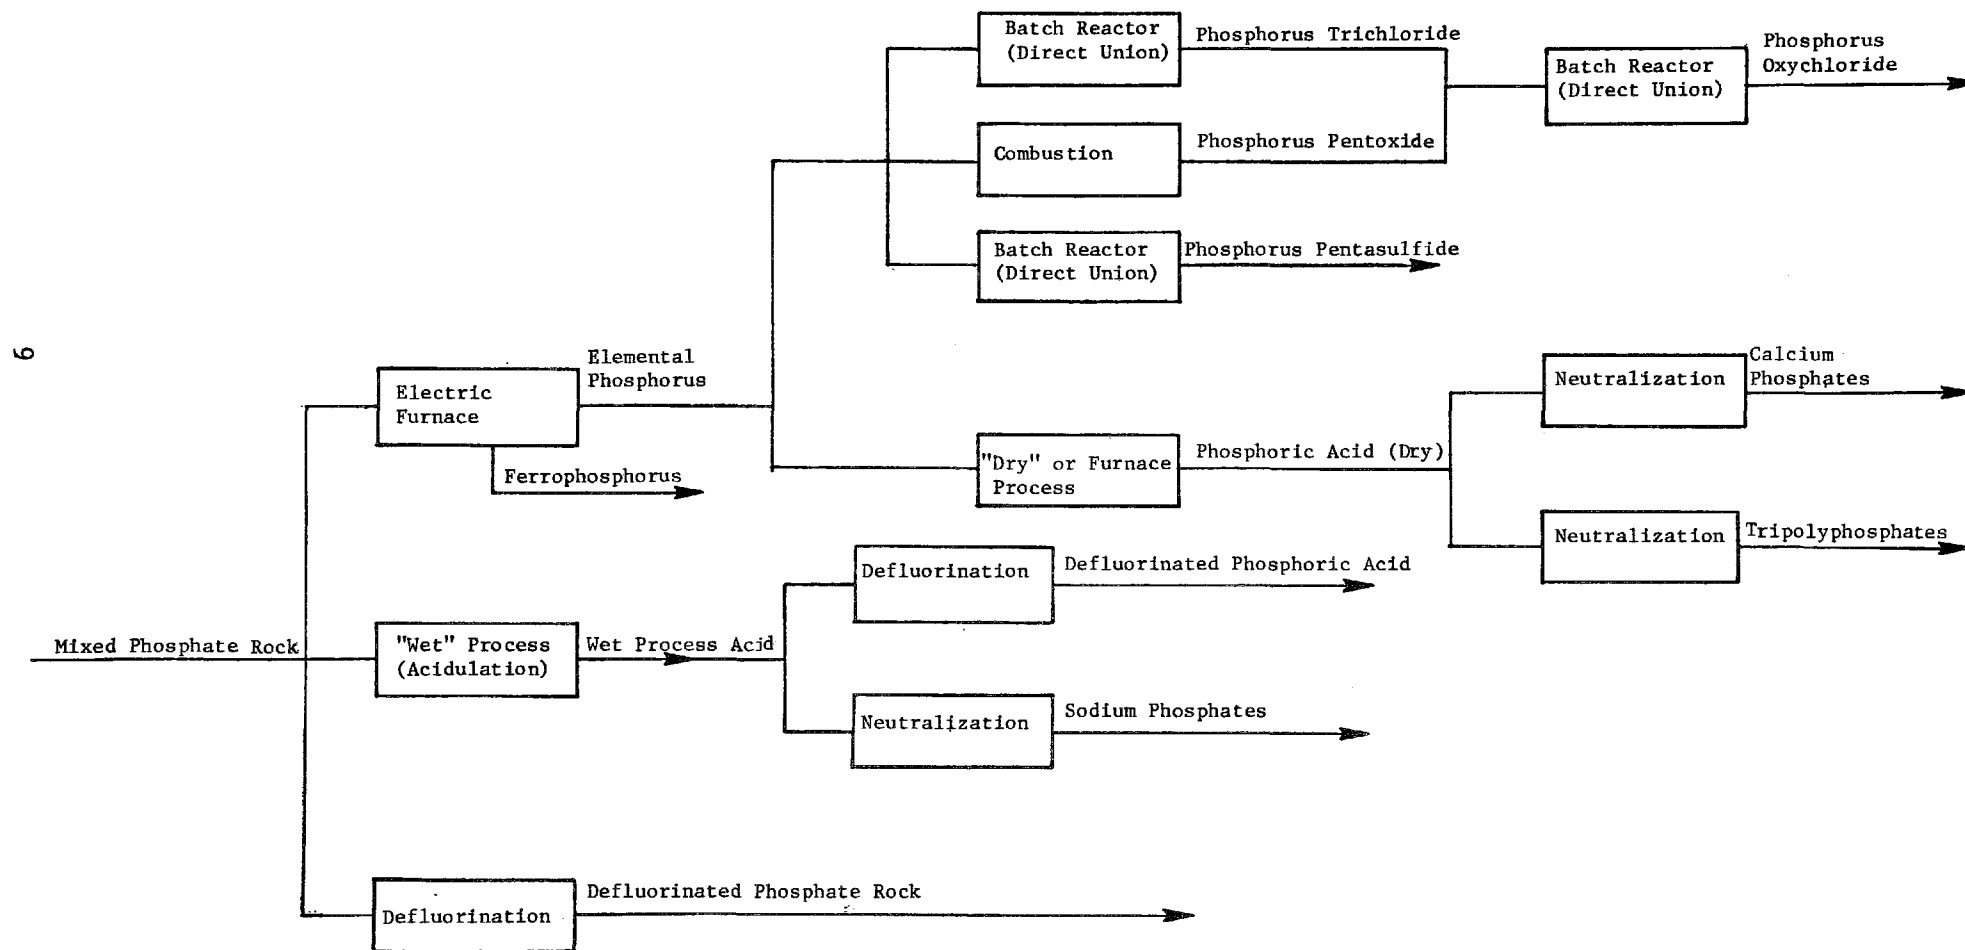 Batch Reactor
(Direct Union)
Phosphorus Trichloride
Batch Reactor
(Direct Union)
Phosphorus
Oxychloride
Combustion
Phosphorus Pentoxide
Batch Reactor
(Direct Union)
Phosphorus Pentasulfide
6
Electric
Furnace
Elemental
Phosphorus
Ferrophosphorus
"Dry" or Furnace
Process
Phosphoric Acid (Dry)
Neutralization
Calcium
Phosphates
Neutralization
Tripolyphosphates
Mixed Phosphate Rock
"Wet" Process
(Acidulation)
Wet Process Acid
Defluorination
Defluorinated Phosphoric Acid
Neutralization
Sodium Phosphates
Defluorination
Defluorinated Phosphate Rock